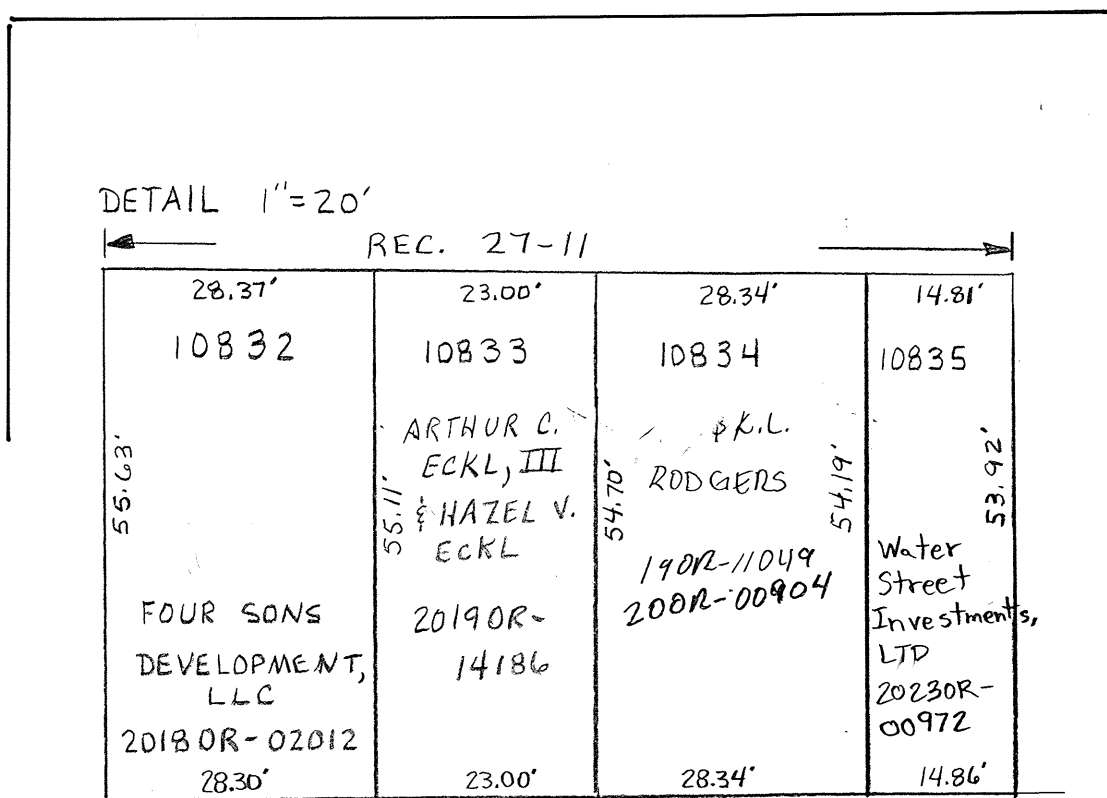 DETAIL 1"=20'
REC. 27-11
28.37'
10832
55.63'
FOUR SONS
DEVELOPMENT,
LLC
2018OR-02012
28.30'
23.00'
10833
ARTHUR C.
ECKL, III
& HAZEL V.
ECKL
55.11'
2019OR-
14186
23.00'
28.34'
10834
K.L.
RODGERS
54.70'
54.19'
19OR-11049
20OR-00904
28.34'
14.81'
10835
53.92'
Water
Street
Investments,
LTD
2023OR-
00972
14.86'